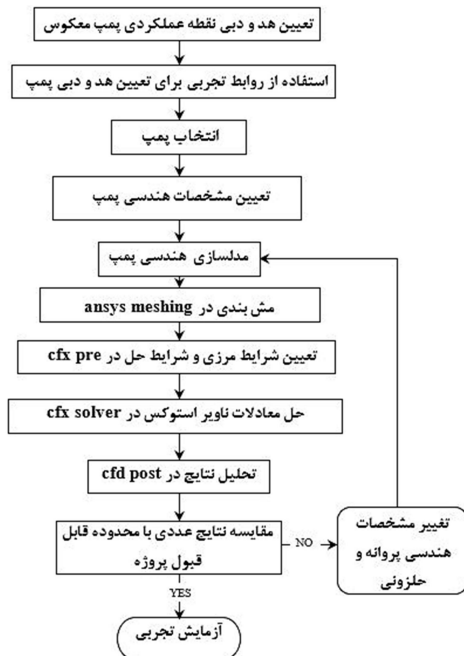 تعیین هد و دبی نقطه عملکردی پمپ معکوس
استفاده از روابط تجربی برای تعیین هد و دبی پمپ
انتخاب پمپ
تعیین مشخصات هندسی پمپ
مدلسازی هندسی پمپ
مش بندی در ansys meshing
تعیین شرایط مرزی و شرایط حل در cfx pre
حل معادلات ناویر استوکس در cfx solver
تحلیل نتایج در cfd post
مقایسه نتایج عددی با محدوده قابل
قبول پروژه
NO
تغییر مشخصات
هندسی پروانه و
حلزونی
YES
آزمایش تجربی